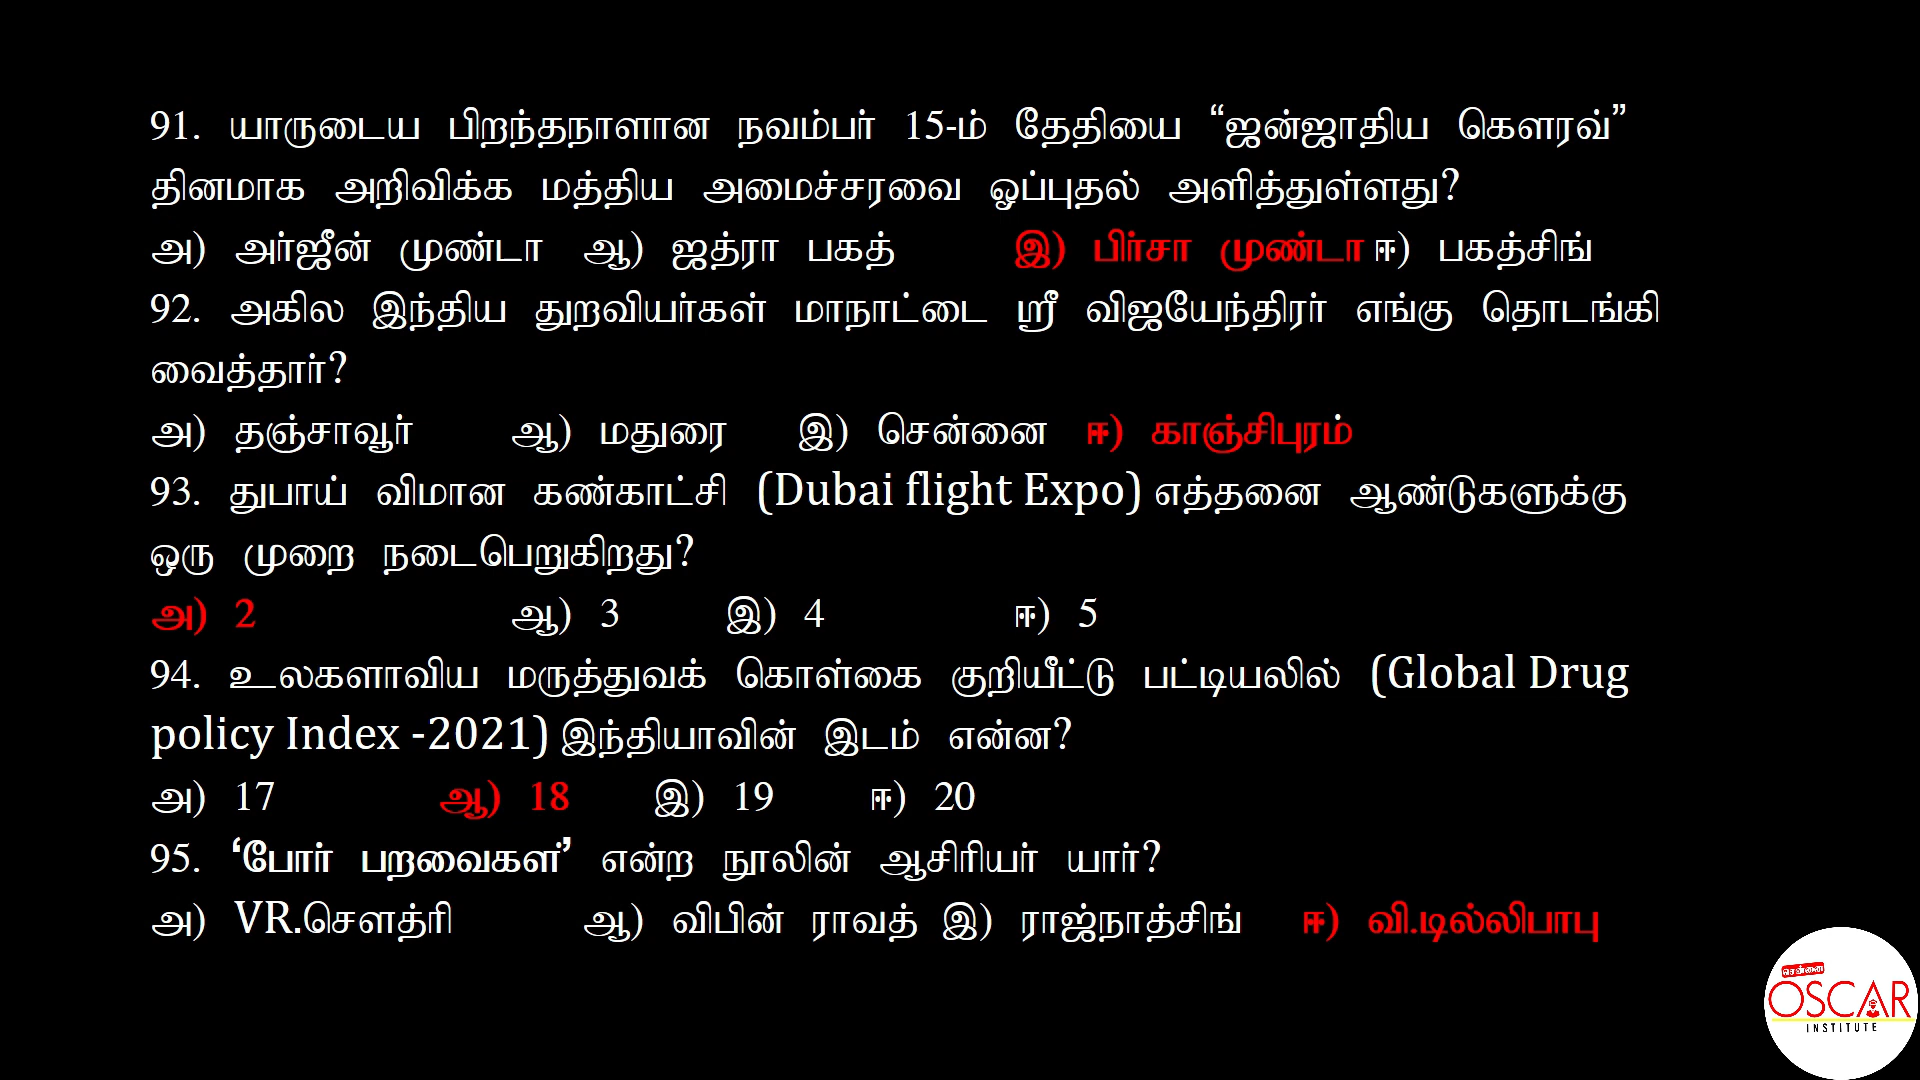 91. யாருடைய பிறந்தநாளான நவம்பர் 15-ம் தேதியை “ஜன்ஜாதிய கௌரவ்”
தினமாக அறிவிக்க மத்திய அமைச்சரவை ஓப்புதல் அளித்துள்ளது?
அ) அர்ஜீன் முண்டா ஆ) ஜத்ரா பகத் இ) பிர்சா முண்டா ஈ) பகத்சிங்
92. அகில இந்திய துறவியர்கள் மாநாட்டை ஸ்ரீ விஜயேந்திரர் எங்கு தொடங்கி
வைத்தார்?
அ) தஞ்சாவூர் ஆ) மதுரை இ) சென்னை ஈ) காஞ்சிபுரம்
93. துபாய் விமான கண்காட்சி (Dubai flight Expo) எத்தனை ஆண்டுகளுக்கு
ஒரு முறை நடைபெறுகிறது?
அ) 2 ஆ) 3 இ) 4 ஈ) 5
94. உலகளாவிய மருத்துவக் கொள்கை குறியீட்டு பட்டியலில் (Global Drug
policy Index -2021) இந்தியாவின் இடம் என்ன?
அ) 17 ஆ) 18 இ) 19 ஈ) 20
95. ‘போர் பறவைகள்’ என்ற நூலின் ஆசிரியர் யார்?
அ) VR.சௌத்ரி ஆ) விபின் ராவத் இ) ராஜ்நாத்சிங் ஈ) வி.டில்லிபாபு
சென்னை
OSCAR
INSTITUTE